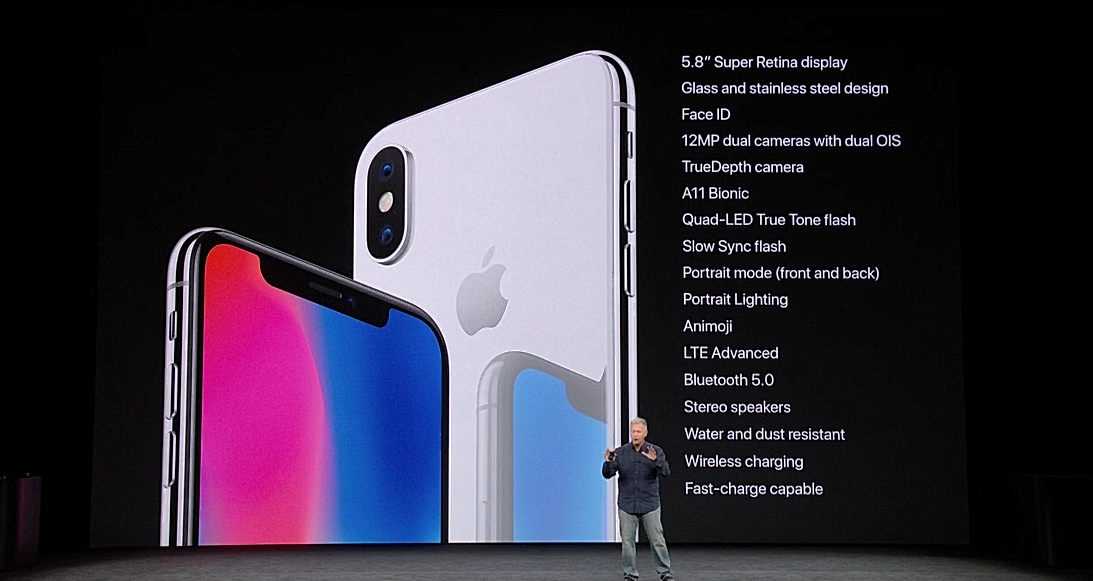 5.8” Super Retina display
Glass and stainless steel design
Face ID
12MP dual cameras with dual OIS
TrueDepth camera
A11 Bionic
Quad-LED True Tone flash
Slow Sync flash
Portrait mode (front and back)
Portrait Lighting
Animoji
LTE Advanced
Bluetooth 5.0
Stereo speakers
Water and dust resistant
Wireless charging
Fast-charge capable